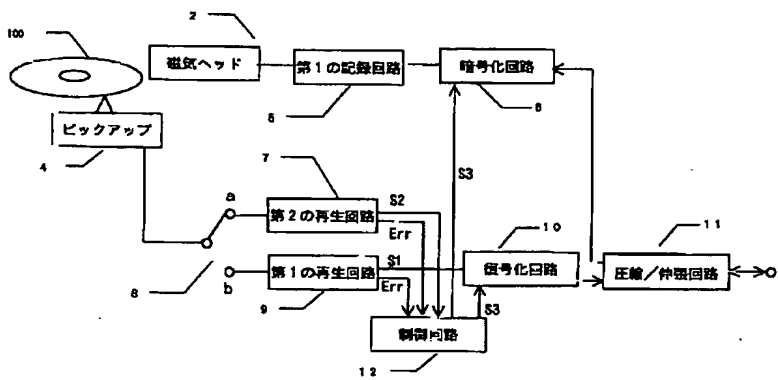 100
2
磁気ヘッド
第1の記録回路
暗号化回路
5
6
ピックアップ
4
7
a
第2の再生回路
S2
Err
S3
10
11
8
b
第1の再生回路
S1
Err
復号化回路
圧縮/伸張回路
9
制御回路
S3
12